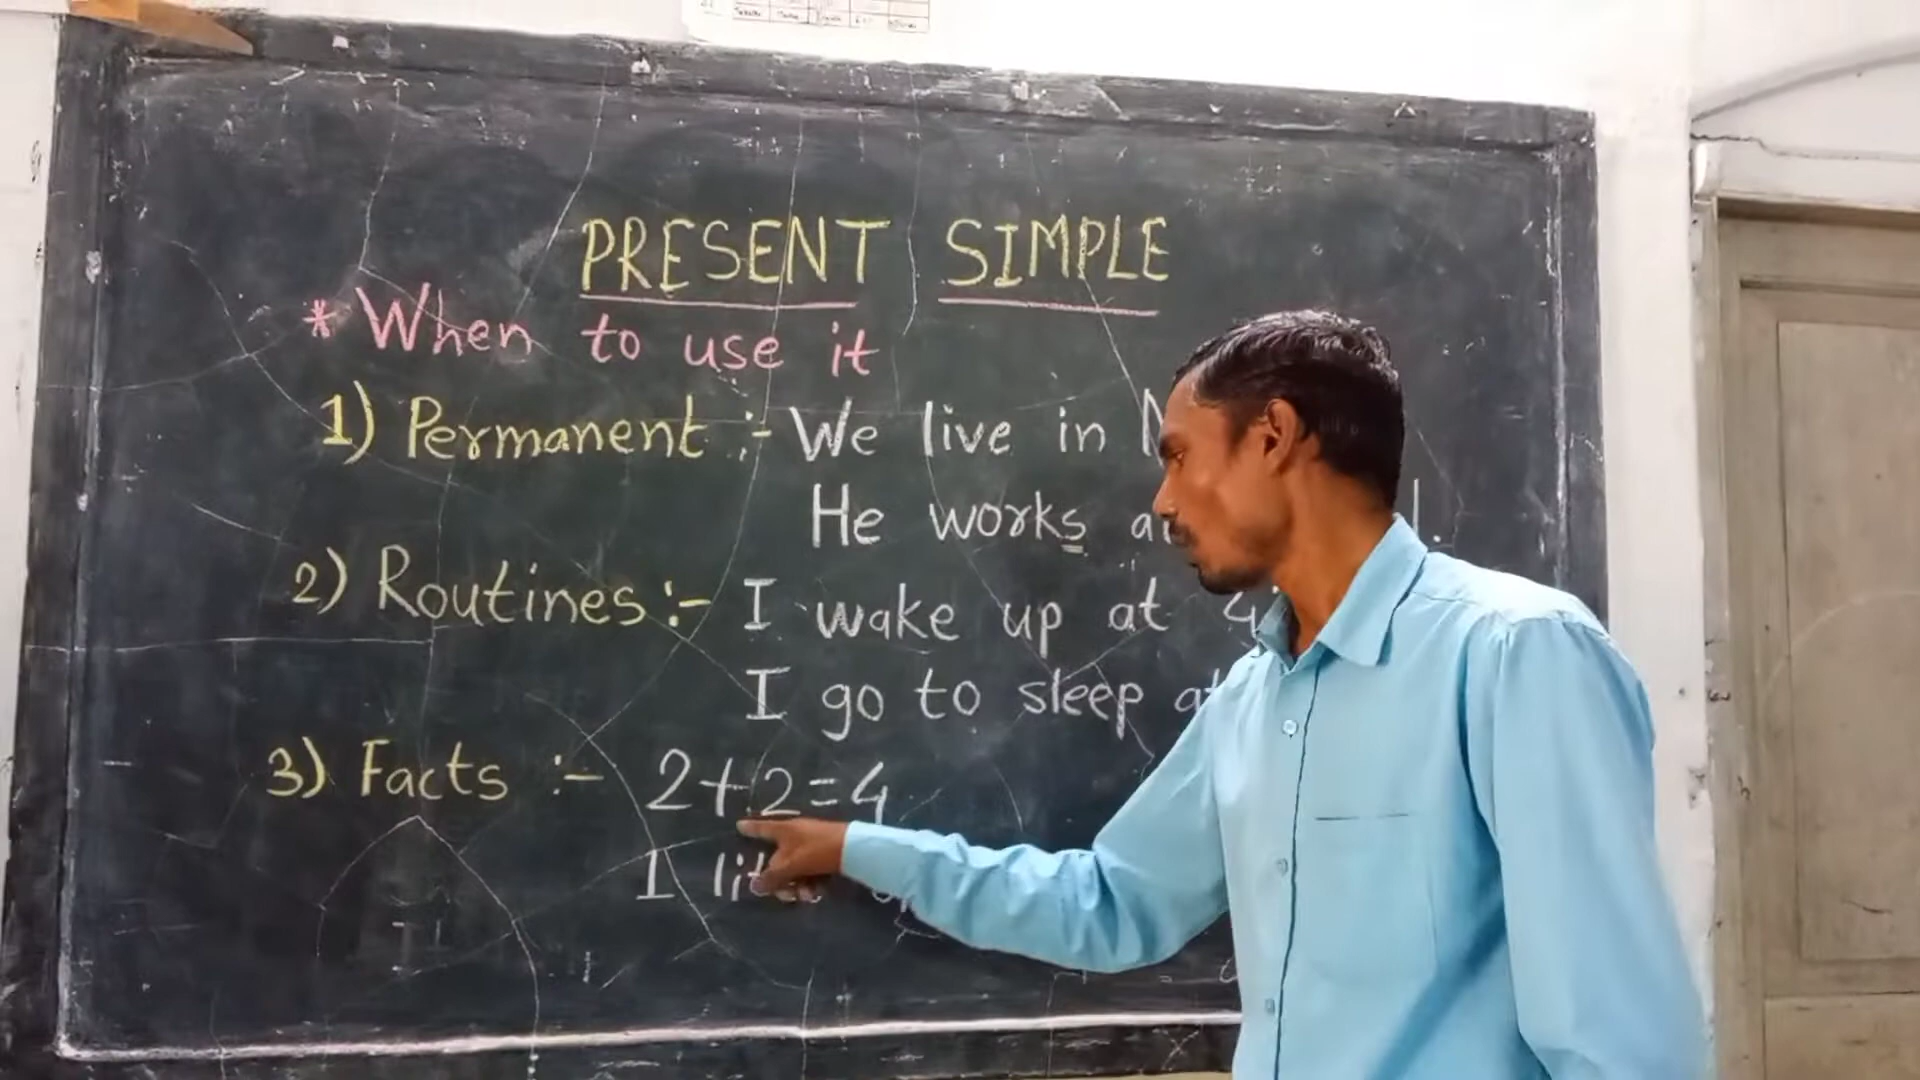 PRESENT SIMPLE
* When to use it
1) Permanent :- We live in
He works
2) Routines :- I wake up at
I go to sleep
3) Facts :- 2+2=4
1